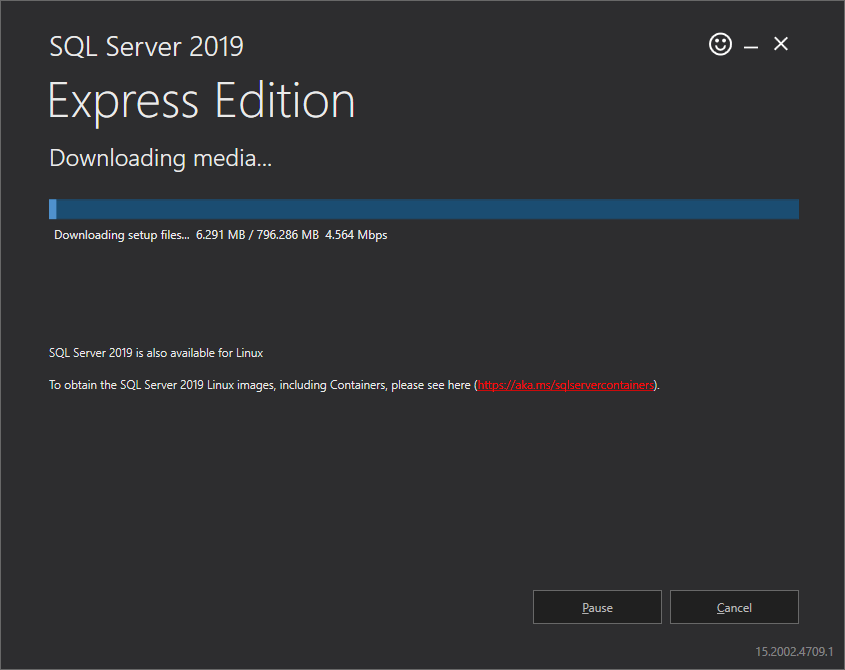 SQL Server 2019
Express Edition
Downloading media...
Downloading setup files... 6.291 MB / 796.286 MB 4.564 Mbps
SQL Server 2019 is also available for Linux
To obtain the SQL Server 2019 Linux images, including Containers, please see here (https://aka.ms/sqlservercontainers).
Pause
Cancel
15.2002.4709.1